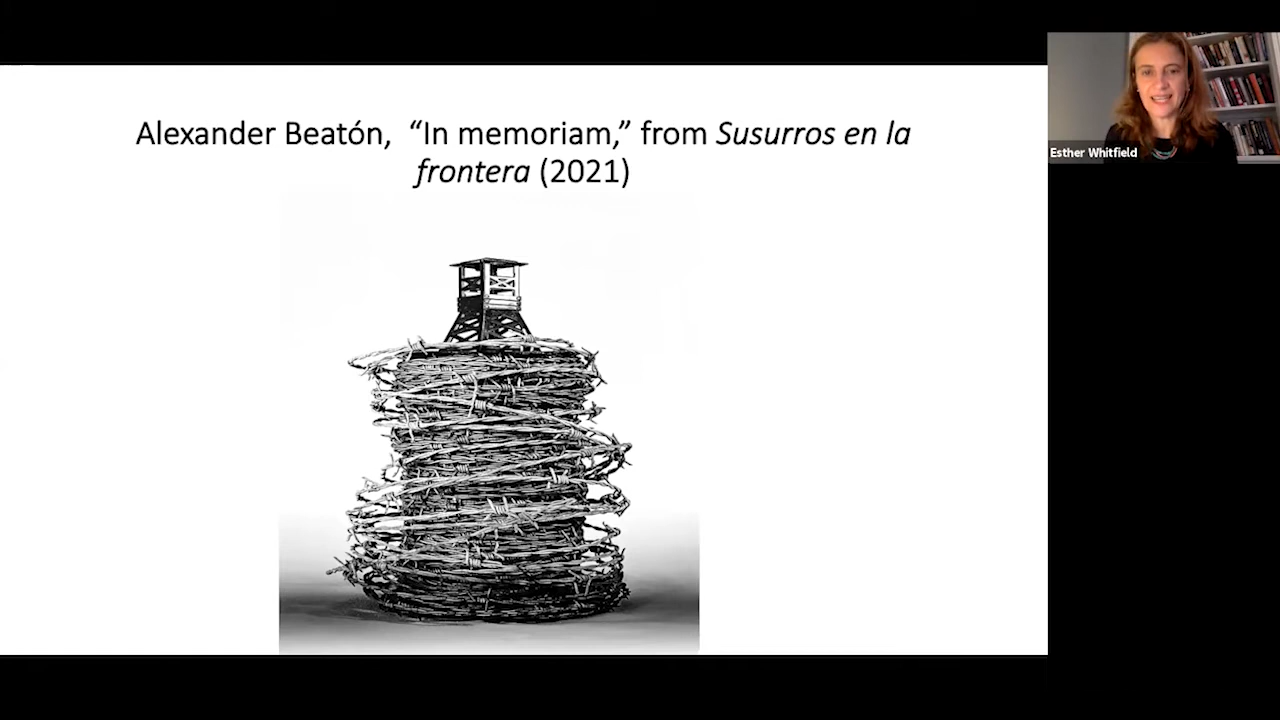 Alexander Beatón, “In memoriam,” from Susurros en la
frontera (2021)
Esther Whitfield